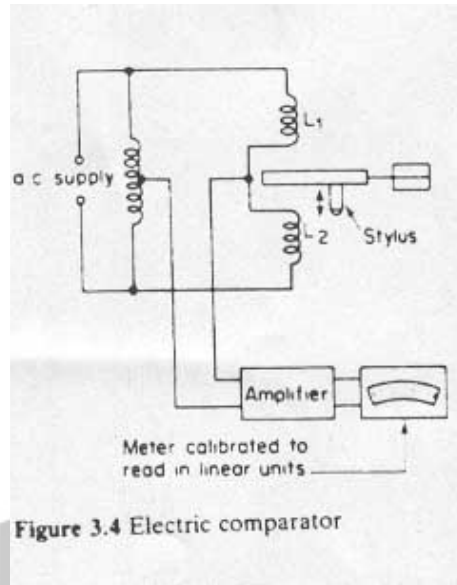 L1
a c supply
L2
Stylus
Amplifier
Meter calibrated to
read in linear units
Figure 3.4 Electric comparator